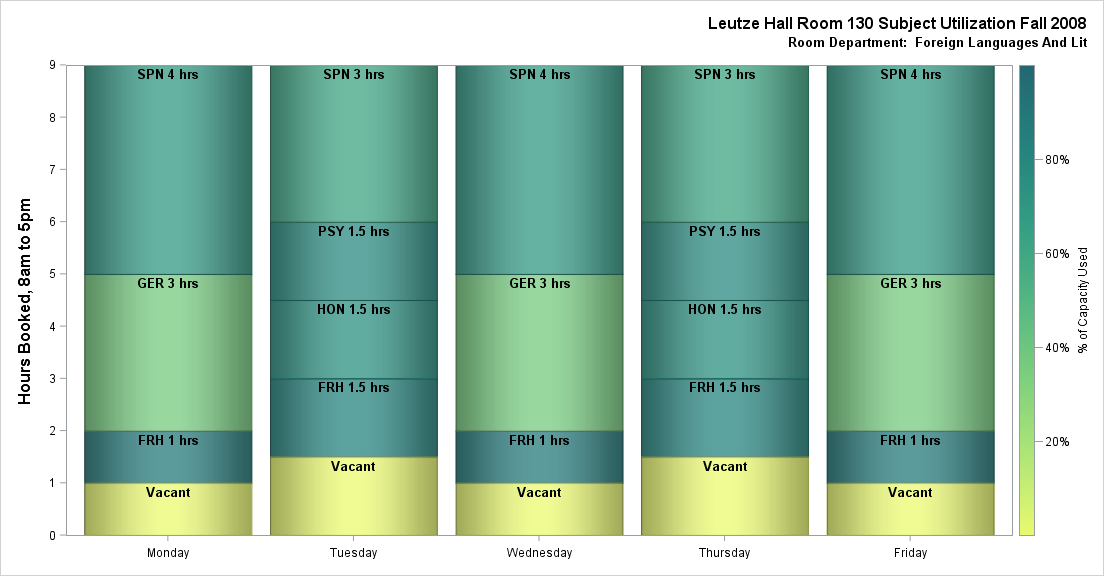 Leutze Hall Room 130 Subject Utilization Fall 2008
Room Department:  Foreign Languages And Lit
Hours Booked, 8am to 5pm
9
8
7
6
5
4
3
2
1
0
SPN 4 hrs
GER 3 hrs
FRH 1 hrs
Vacant
Monday
SPN 3 hrs
PSY 1.5 hrs
HON 1.5 hrs
FRH 1.5 hrs
Vacant
Tuesday
SPN 4 hrs
GER 3 hrs
FRH 1 hrs
Vacant
Wednesday
SPN 3 hrs
PSY 1.5 hrs
HON 1.5 hrs
FRH 1.5 hrs
Vacant
Thursday
SPN 4 hrs
GER 3 hrs
FRH 1 hrs
Vacant
Friday
80%
60%
40%
20%
% of Capacity Used